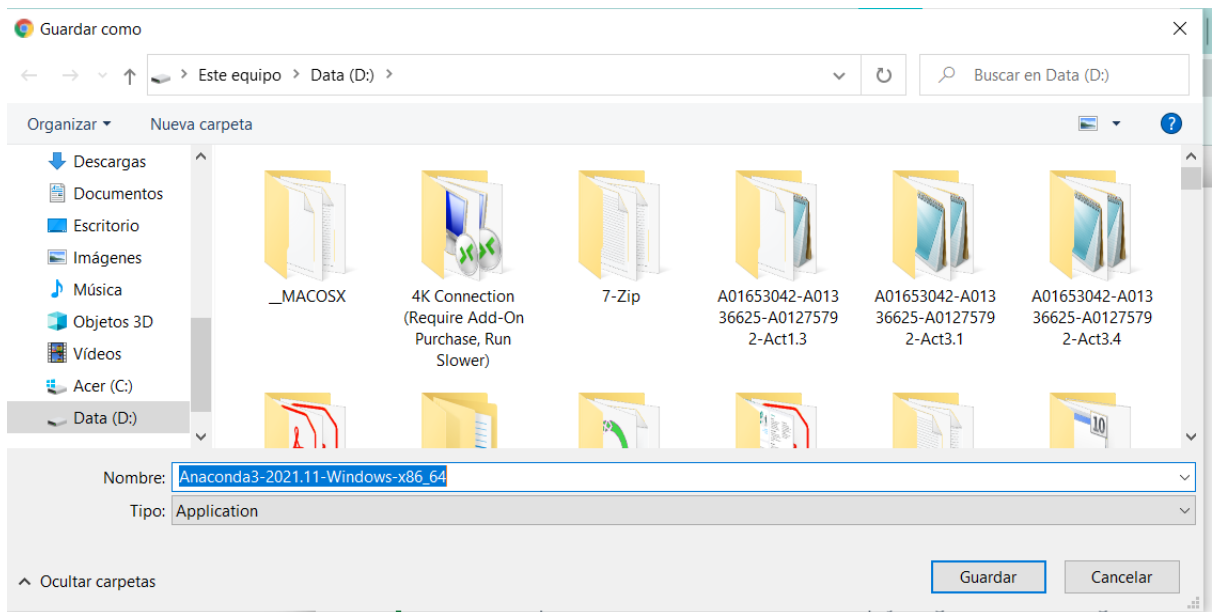 Guardar como
Este equipo > Data (D:) >
Buscar en Data (D:)
Organizar
Nueva carpeta
Descargas
Documentos
Escritorio
Imágenes
Música
Objetos 3D
Vídeos
Acer (C:)
Data (D:)
__MACOSX
4K Connection
(Require Add-On
Purchase, Run
Slower)
7-Zip
A01653042-A013
36625-A0127579
2-Act1.3
A01653042-A013
36625-A0127579
2-Act3.1
A01653042-A013
36625-A0127579
2-Act3.4
10
Nombre: Anaconda3-2021.11-Windows-x86_64
Tipo: Application
Ocultar carpetas
Guardar
Cancelar